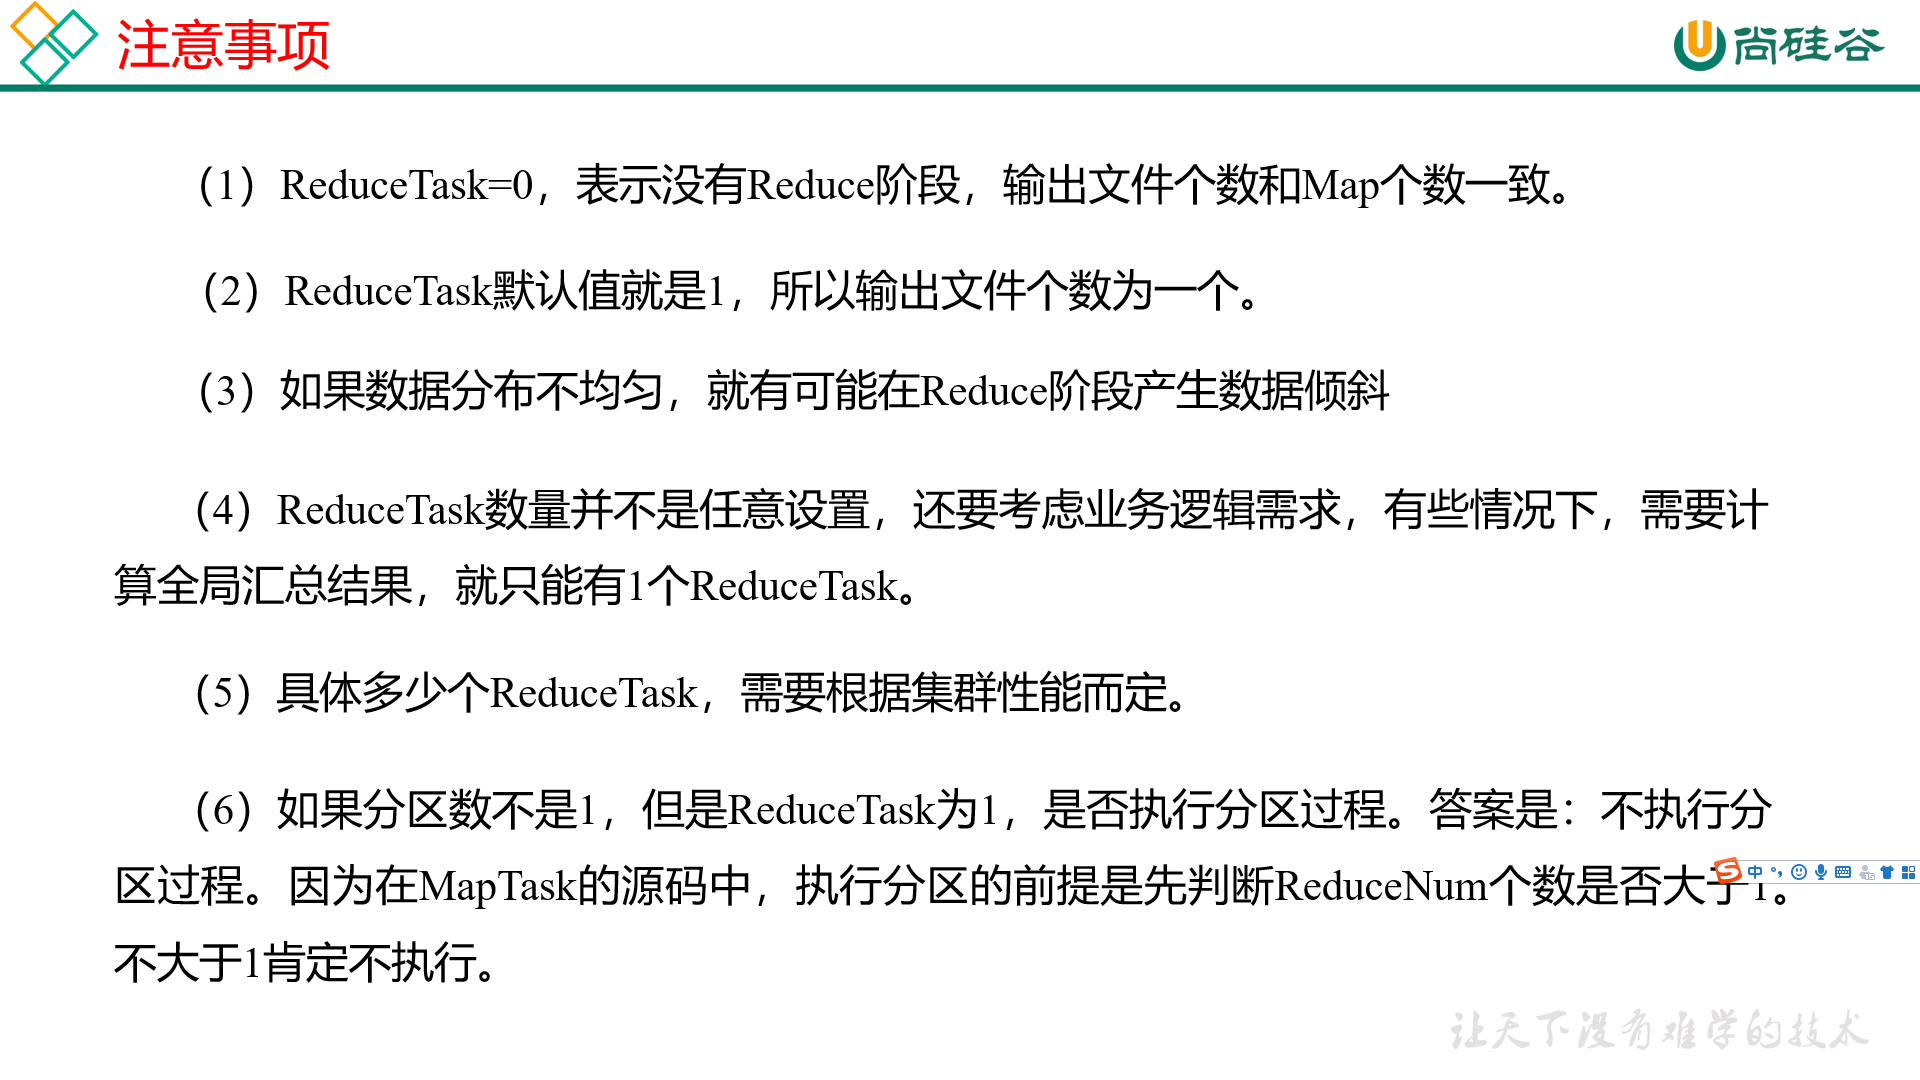 注意事项
尚硅谷
（1）ReduceTask=0，表示没有Reduce阶段，输出文件个数和Map个数一致。
（2）ReduceTask默认值就是1，所以输出文件个数为一个。
（3）如果数据分布不均匀，就有可能在Reduce阶段产生数据倾斜
（4）ReduceTask数量并不是任意设置，还要考虑业务逻辑需求，有些情况下，需要计
算全局汇总结果，就只能有1个ReduceTask。
（5）具体多少个ReduceTask，需要根据集群性能而定。
（6）如果分区数不是1，但是ReduceTask为1，是否执行分区过程。答案是：不执行分
区过程。因为在MapTask的源码中，执行分区的前提是先判断ReduceNum个数是否大于1。
中
不大于1肯定不执行。
让天下没有难学的技术